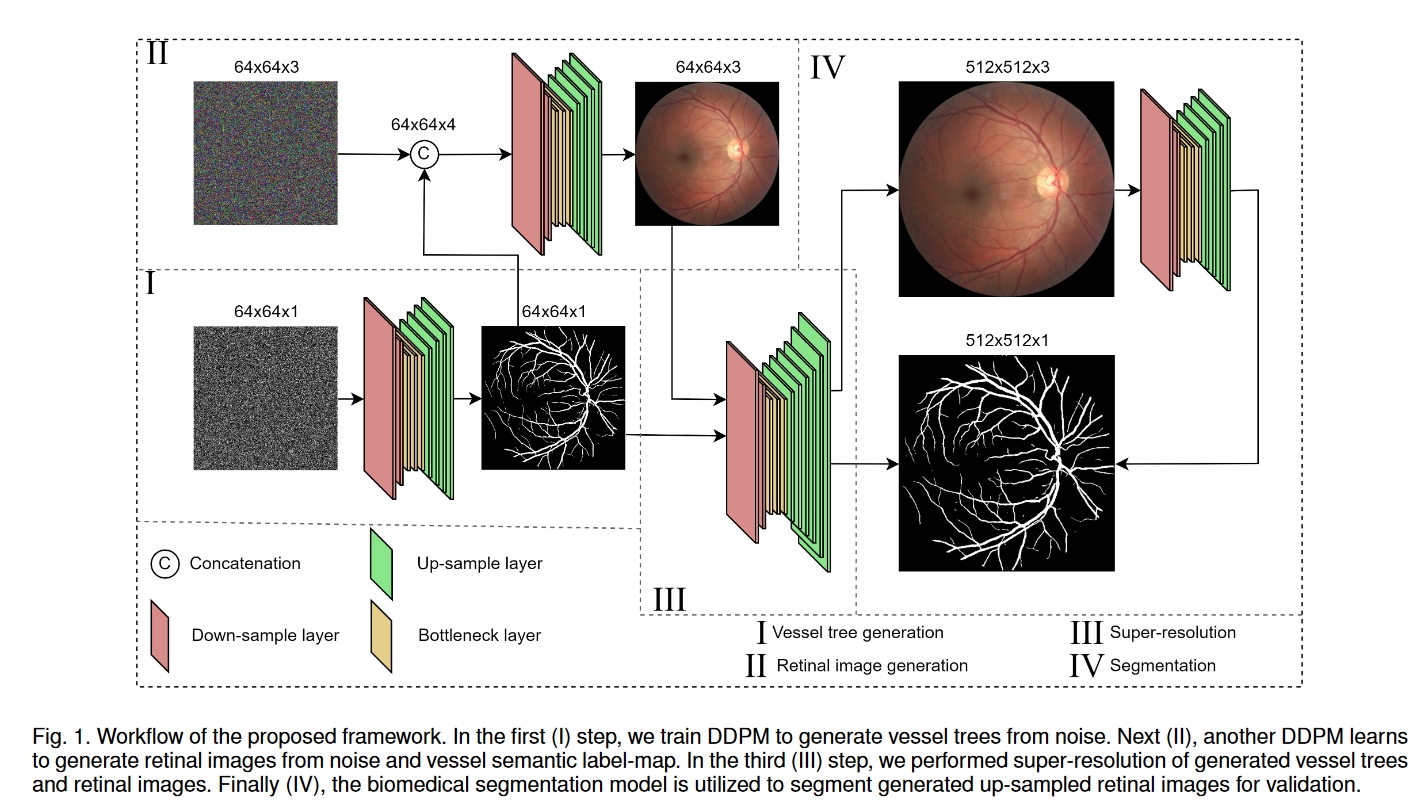 II
64x64x3
64x64x4
C
64x64x3
IV
512x512x3
I
64x64x1
64x64x1
512x512x1
C Concatenation
Up-sample layer
Down-sample layer
Bottleneck layer
III
I Vessel tree generation
III Super-resolution
II Retinal image generation
IV Segmentation
Fig. 1. Workflow of the proposed framework. In the first (I) step, we train DDPM to generate vessel trees from noise. Next (II), another DDPM learns
to generate retinal images from noise and vessel semantic label-map. In the third (III) step, we performed super-resolution of generated vessel trees
and retinal images. Finally (IV), the biomedical segmentation model is utilized to segment generated up-sampled retinal images for validation.